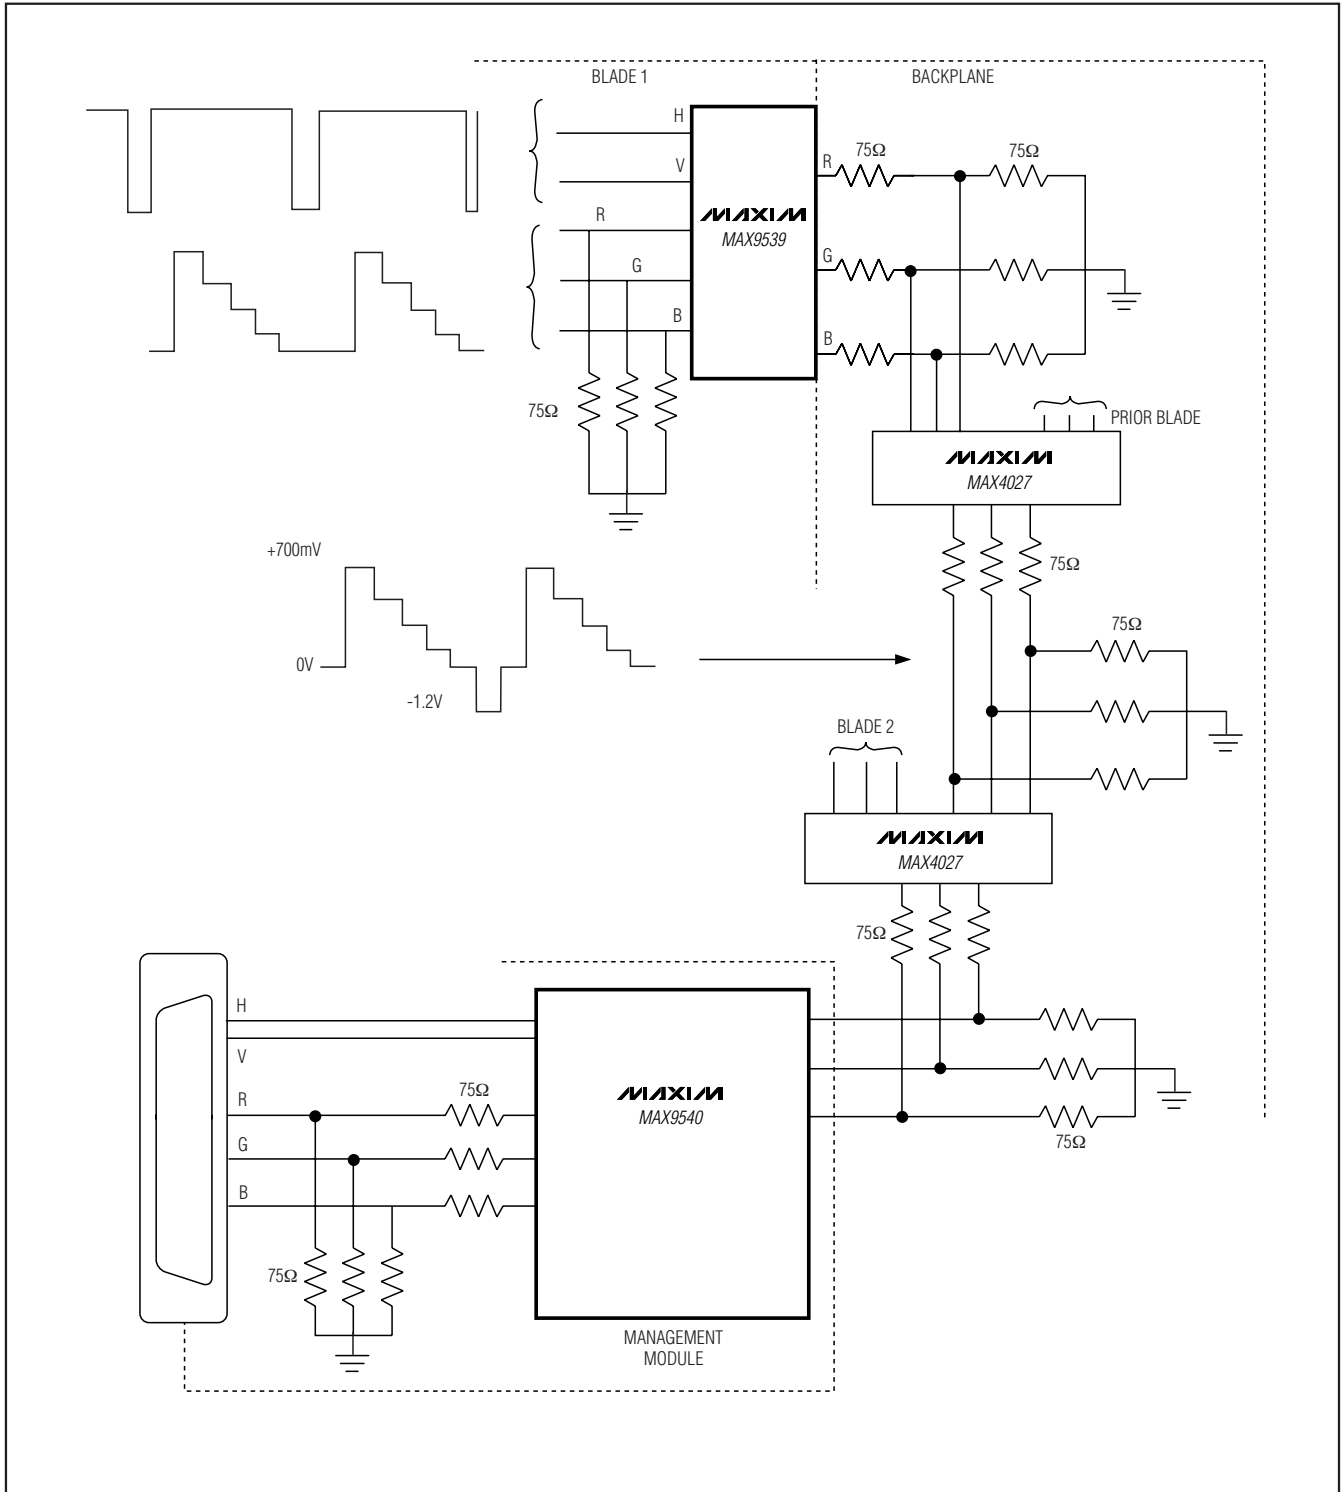 BLADE 1
BACKPLANE
H
V
R
G
B
MAXIM
MAX9539
R
75Ω
75Ω
G
B
75Ω
PRIOR BLADE
MAXIM
MAX4027
75Ω
+700mV
0V
-1.2V
75Ω
BLADE 2
MAXIM
MAX4027
75Ω
H
V
R
75Ω
G
B
75Ω
MAXIM
MAX9540
75Ω
MANAGEMENT
MODULE